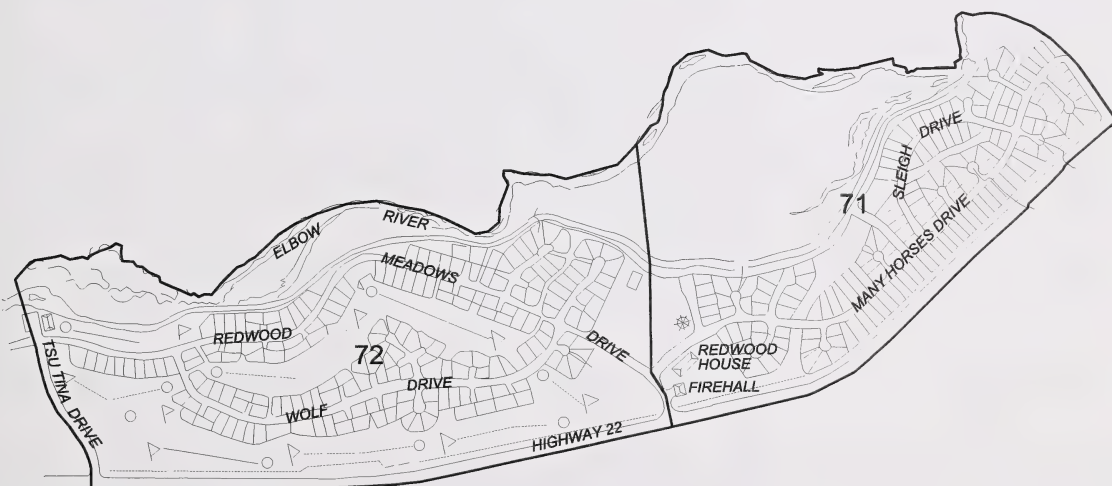 ELBOW RIVER
REDWOOD MEADOWS DRIVE
72
WOLF DRIVE
TSU TINA DRIVE
HIGHWAY 22
71
SLEIGH DRIVE
MANY HORSES DRIVE
REDWOOD
HOUSE
FIREHALL